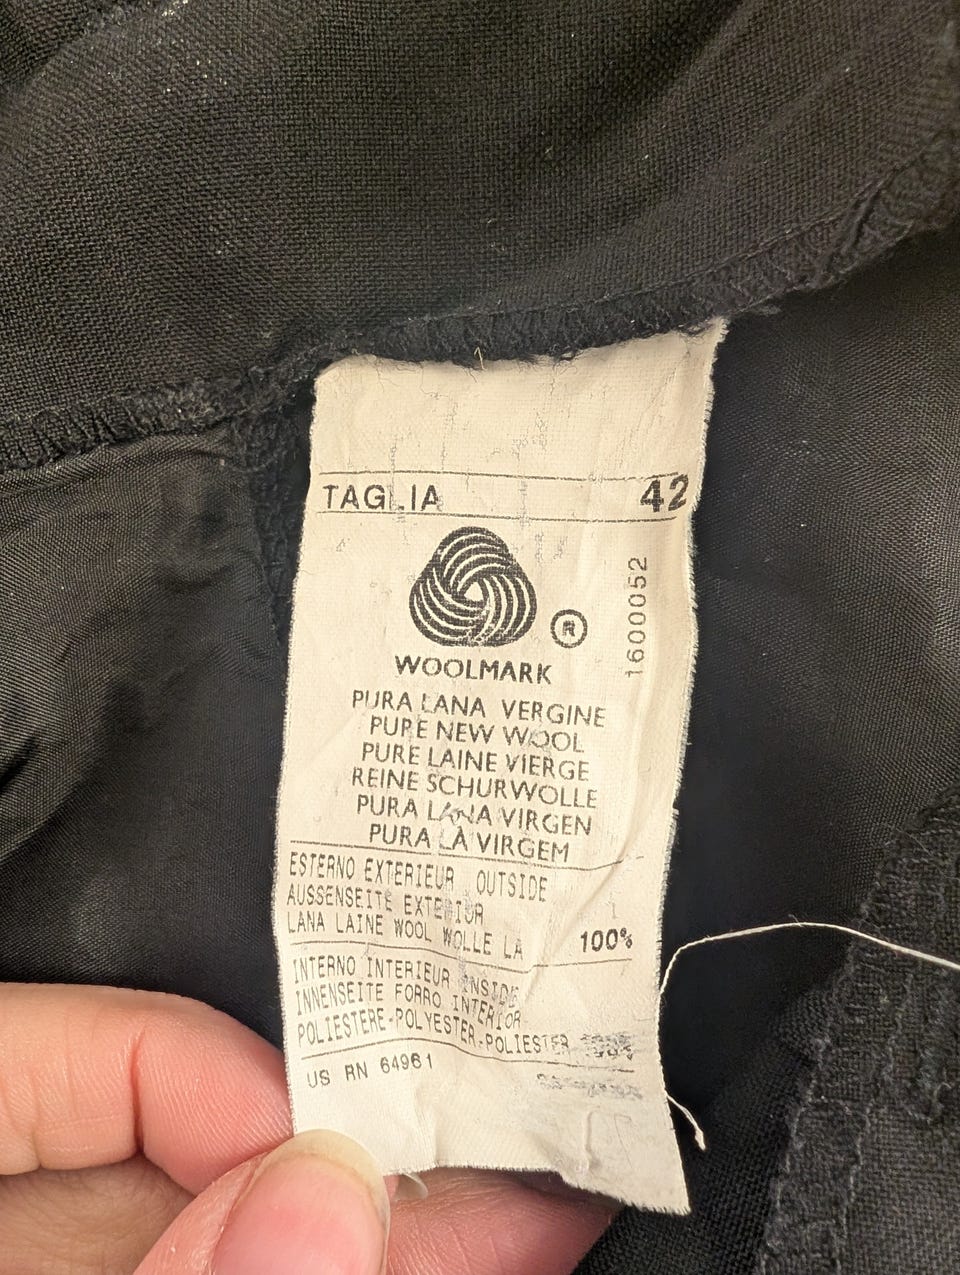 TAGLIA 42
1600052
®
WOOLMARK
PURA LANA VERGINE
PURE NEW WOOL
PURE LAINE VIERGE
REINE SCHURWOLLE
PURA LANA VIRGEN
PURA LÀ VIRGEM
ESTERNO EXTERIEUR OUTSIDE
AUSSENSEITE EXTERIOR
LANA LAINE WOOL WOLLE LA 100%
INTERNO INTERIEUR INSIDE
INNENSEITE FORRO INTERIOR
POLIESTERE-POLYESTER-POLIESTER
US RN 64961